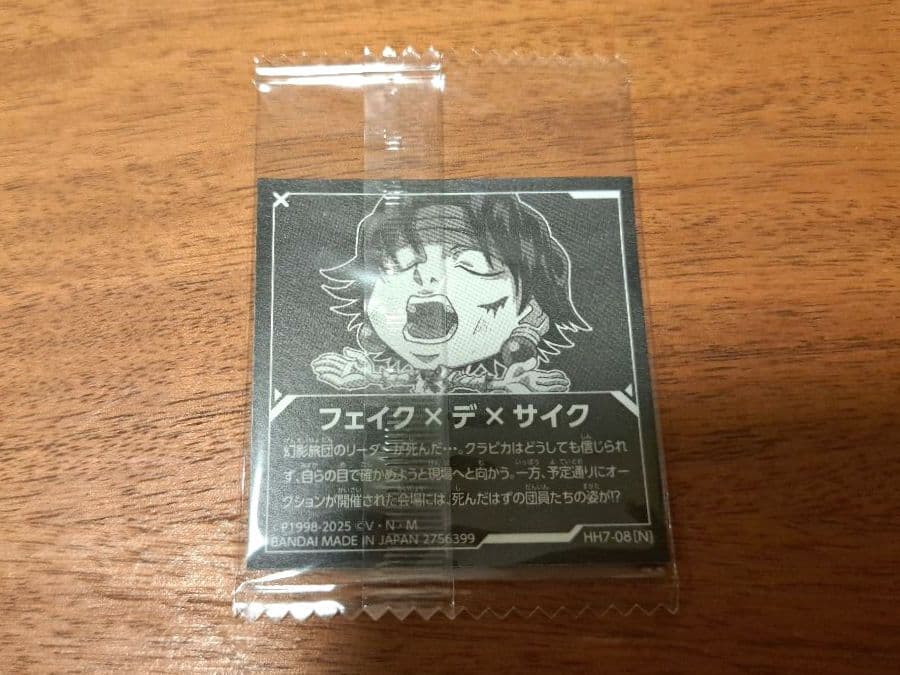 フェイク×デ×サイク
幻影旅団のリーダーが死んだ…。クラピカはどうしても信じられ
ず、自らの目で確かめようと現場へと向かう。一方、予定通りにオー
クションが開催された会場には、死んだはずの団員たちの姿が!?
©P1998-2025 ©V・N・M
BANDAI MADE IN JAPAN 2756399
HH7-08[N]